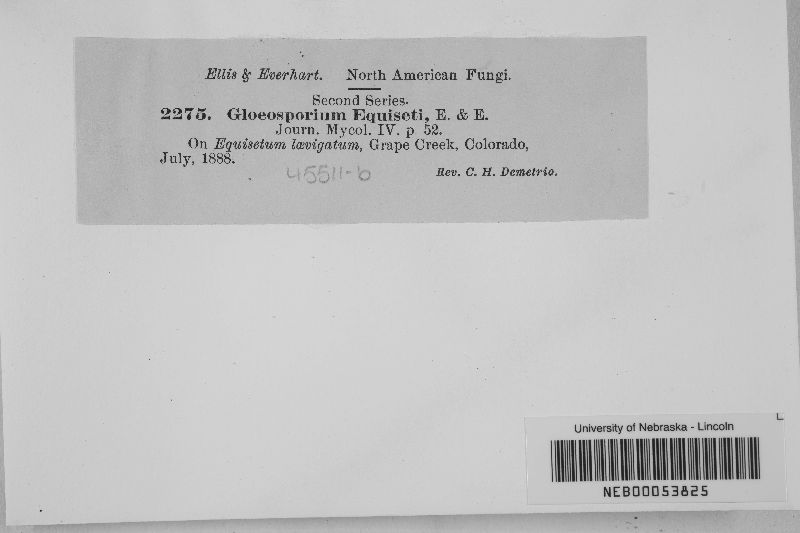 Ellis & Everhart. North American Fungi.
Second Series.
2275. Gloeosporium Equiseti, E. & E.
Journ. Mycol. IV. p 52.
On Equisetum lævigatum, Grape Creek, Colorado,
July, 1888.
45511-b
Rev. C. H. Demetrio.
University of Nebraska - Lincoln
NEB00053825